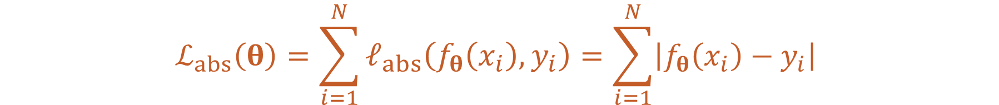 ℒ_abs(𝛉) = ∑_{i=1}^{N} ℓ_abs(f_𝛉(x_i), y_i) = ∑_{i=1}^{N} |f_𝛉(x_i) − y_i|